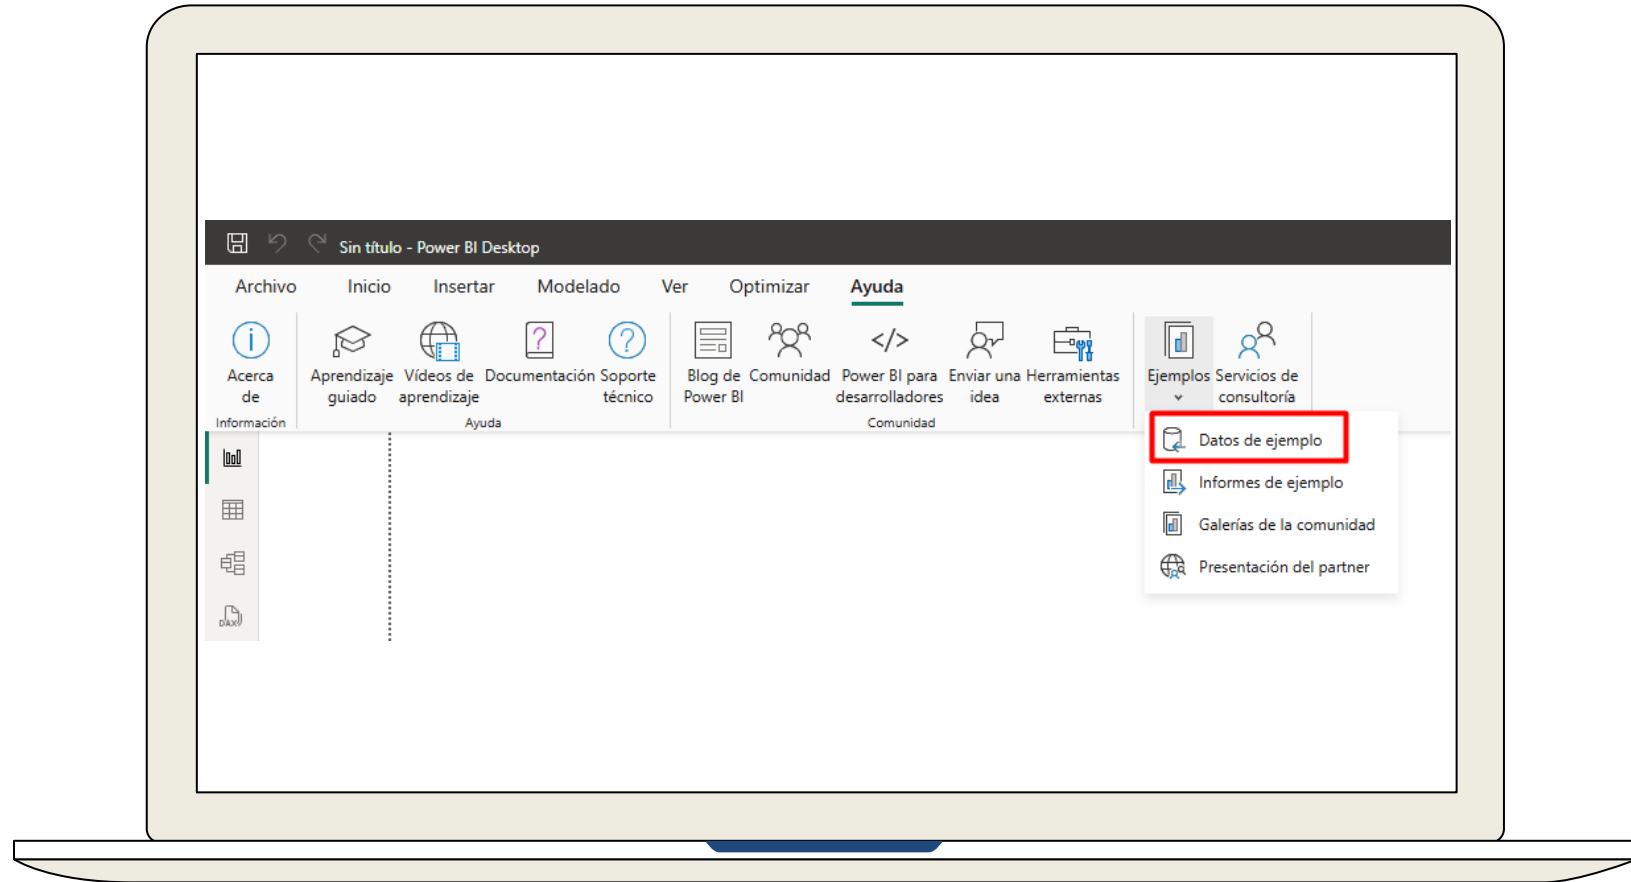 Sin título - Power BI Desktop
Archivo Inicio Insertar Modelado Ver Optimizar Ayuda
Acerca de
Aprendizaje guiado
Vídeos de aprendizaje
Documentación
Soporte técnico
Blog de Power BI
Comunidad
Power BI para desarrolladores
Enviar una idea
Herramientas externas
Ejemplos
Servicios de consultoría
Información Ayuda Comunidad
Datos de ejemplo
Informes de ejemplo
Galerías de la comunidad
Presentación del partner
DAX